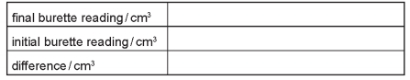 final burette reading/cm³
initial burette reading/cm³
difference/cm³